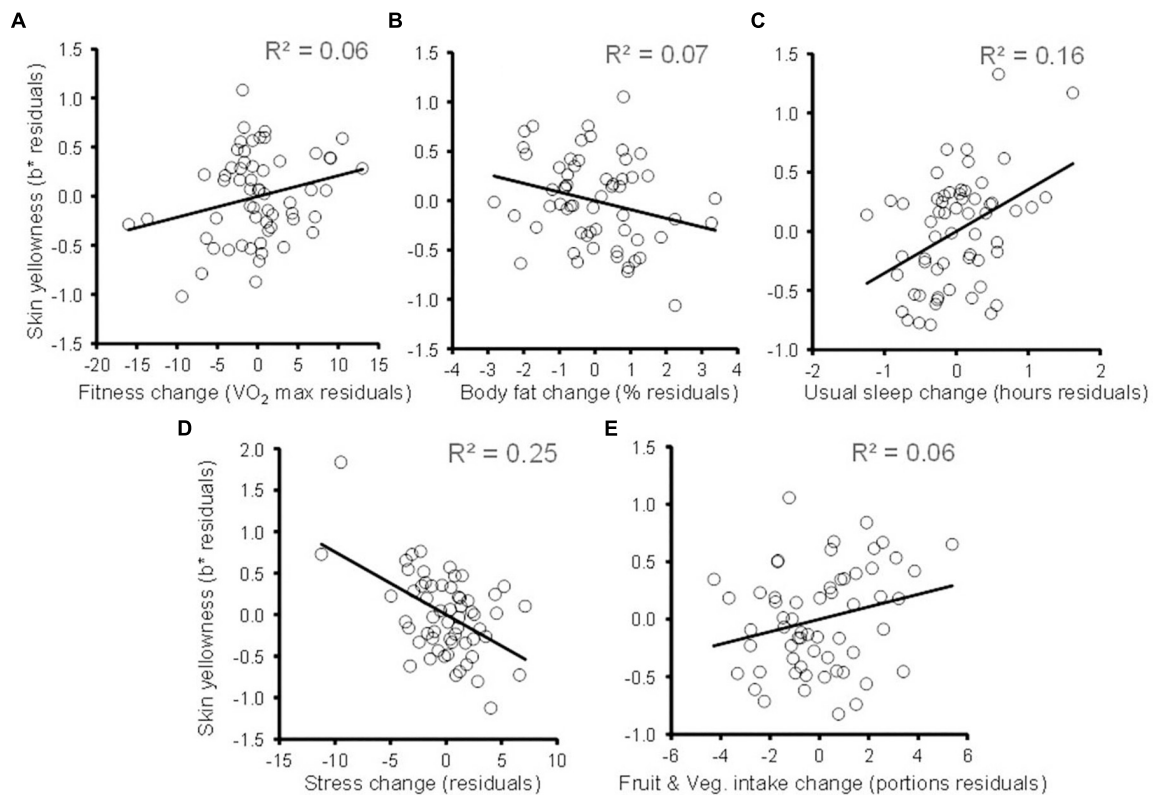 A
R² = 0.06
Skin yellowness (b* residuals)
1.5
1.0
0.5
0.0
-0.5
-1.0
-1.5
-20 -15 -10 -5 0 5 10 15
Fitness change (VO₂ max residuals)
B
R² = 0.07
1.5
1.0
0.5
0.0
-0.5
-1.0
-1.5
-4 -3 -2 -1 0 1 2 3 4
Body fat change (% residuals)
C
R² = 0.16
1.5
1.0
0.5
0.0
-0.5
-1.0
-2 -1 0 1 2
Usual sleep change (hours residuals)
D
R² = 0.25
Skin yellowness (b* residuals)
2.0
1.5
1.0
0.5
0.0
-0.5
-1.0
-1.5
-15 -10 -5 0 5 10
Stress change (residuals)
E
R² = 0.06
1.5
1.0
0.5
0.0
-0.5
-1.0
-6 -4 -2 0 2 4 6
Fruit & Veg. intake change (portions residuals)